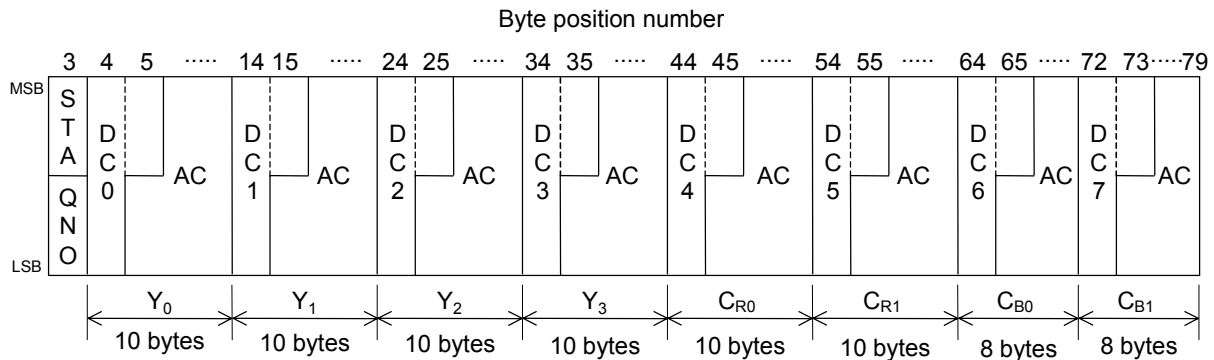 Byte position number
3 4 5 ..... 14 15 ..... 24 25 ..... 34 35 ..... 44 45 ..... 54 55 ..... 64 65 ..... 72 73 ..... 79
MSB
STA
QNO
LSB
DC0 AC DC1 AC DC2 AC DC3 AC DC4 AC DC5 AC DC6 AC DC7 AC
Y0 Y1 Y2 Y3 CR0 CR1 CB0 CB1
10 bytes 10 bytes 10 bytes 10 bytes 10 bytes 10 bytes 8 bytes 8 bytes